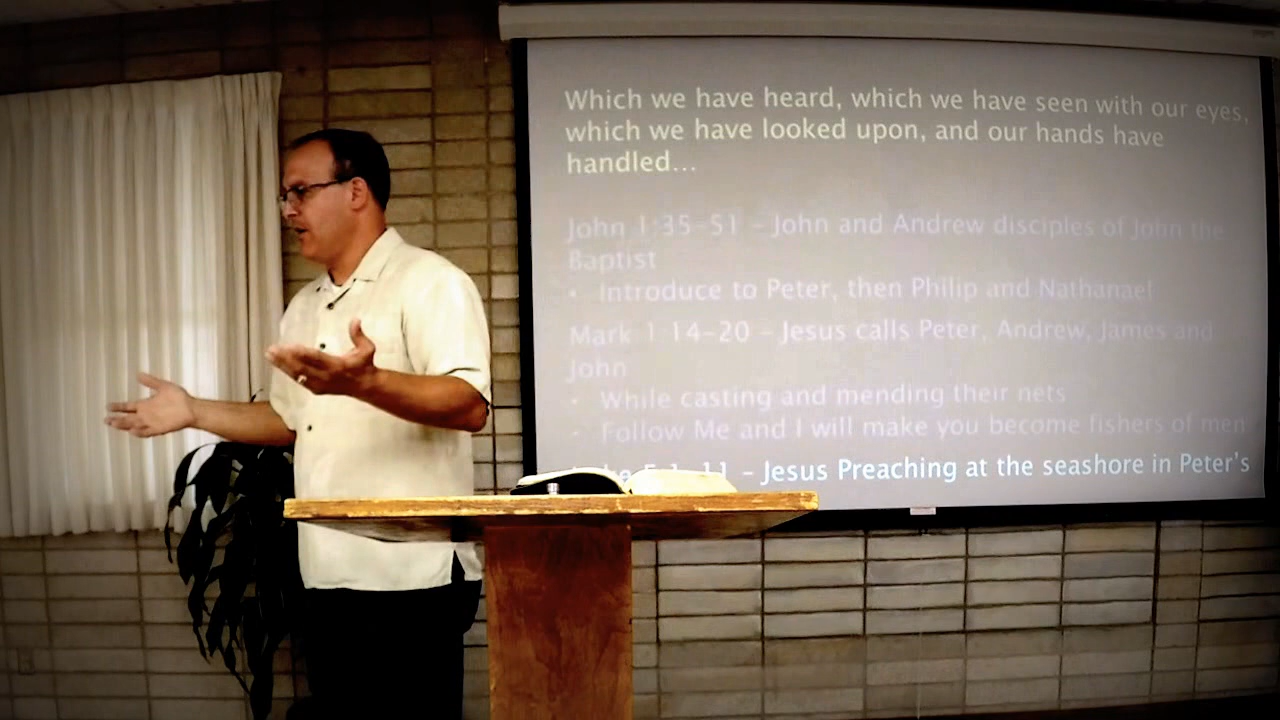 Which we have heard, which we have seen with our eyes,
which we have looked upon, and our hands have
handled...
John 1:35-51 - John and Andrew disciples of John the
Baptist
• Introduce to Peter, then Philip and Nathanael
Mark 1:14-20 - Jesus calls Peter, Andrew, James and
John
• While casting and mending their nets
• Follow Me and I will make you become fishers of men
11 - Jesus Preaching at the seashore in Peter's